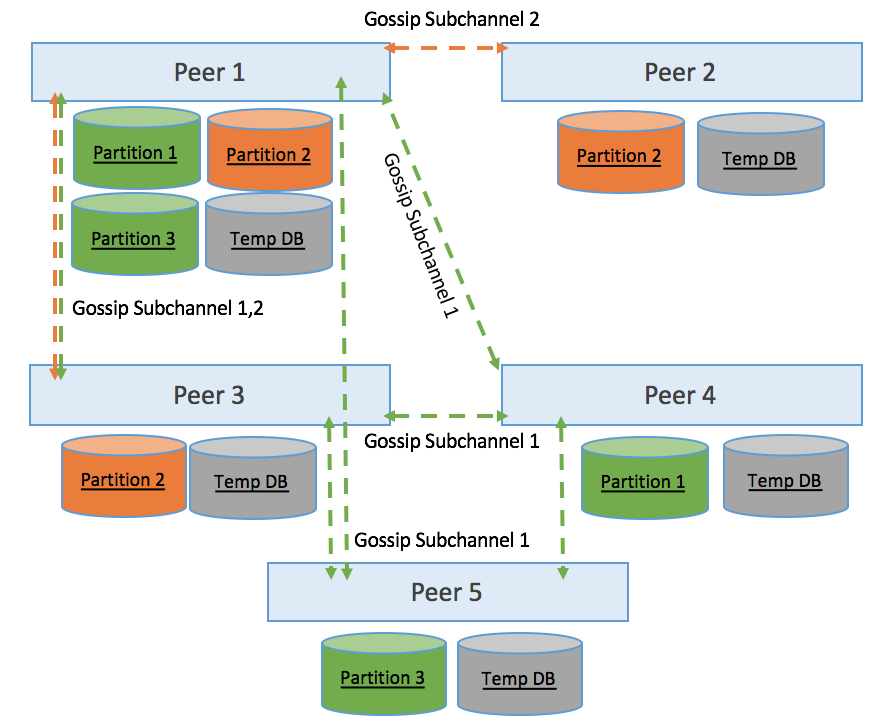 Gossip Subchannel 2
Peer 1
Peer 2
Partition 1
Partition 2
Partition 2
Temp DB
Gossip Subchannel 1
Partition 3
Temp DB
Gossip Subchannel 1,2
Peer 3
Peer 4
Gossip Subchannel 1
Partition 2
Temp DB
Partition 1
Temp DB
Gossip Subchannel 1
Peer 5
Partition 3
Temp DB